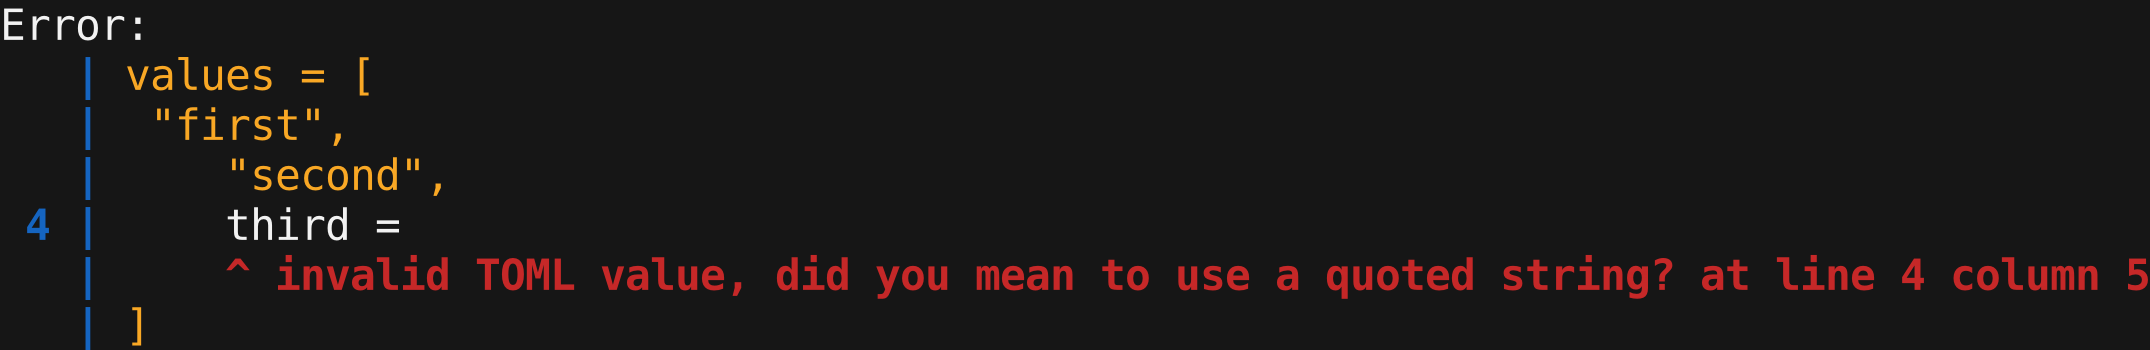 Error:
   | values = [
   |  "first",
   |     "second",
 4 |     third =
   |     ^ invalid TOML value, did you mean to use a quoted string? at line 4 column 5
   | ]